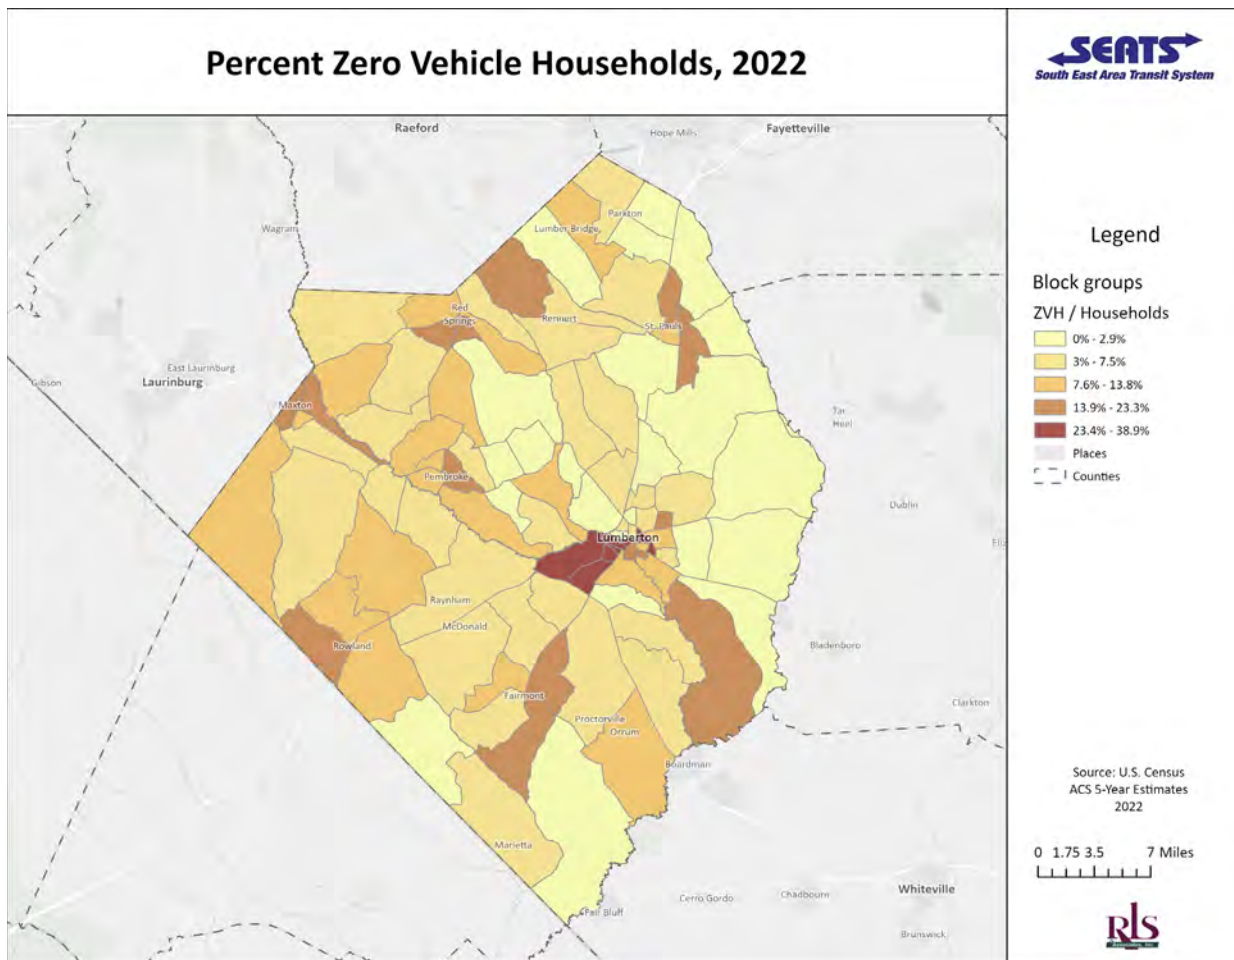 Percent Zero Vehicle Households, 2022
SEATS
South East Area Transit System
Raeford
Hope Mills
Fayetteville
Parkton
Wagram
Lumber Bridge
Red
Springs
Rennert
St. Pauls
East Laurinburg
Laurinburg
Gibson
Maxton
Tar
Heel
Pembroke
Dublin
Lumberton
Raynham
McDonald
Rowland
Bladenboro
Fairmont
Clarkton
Proctorville
Orrum
Boardman
Marietta
Whiteville
Chadbourn
Cerro Gordo
Fair Bluff
Brunswick
Legend
Block groups
ZVH / Households
0% - 2.9%
3% - 7.5%
7.6% - 13.8%
13.9% - 23.3%
23.4% - 38.9%
Places
Counties
Source: U.S. Census
ACS 5-Year Estimates
2022
0 1.75 3.5 7 Miles
RLS